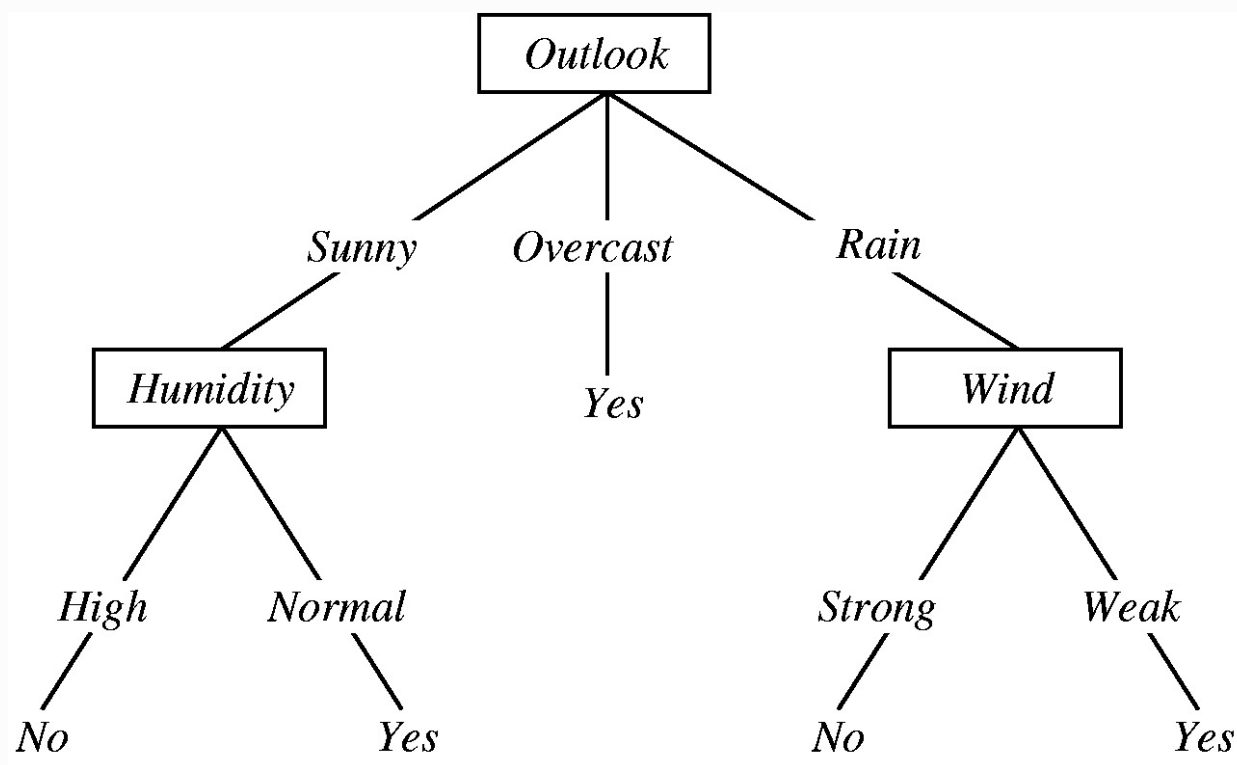 Outlook
Sunny Overcast Rain
Humidity Yes Wind
High Normal Strong Weak
No Yes No Yes